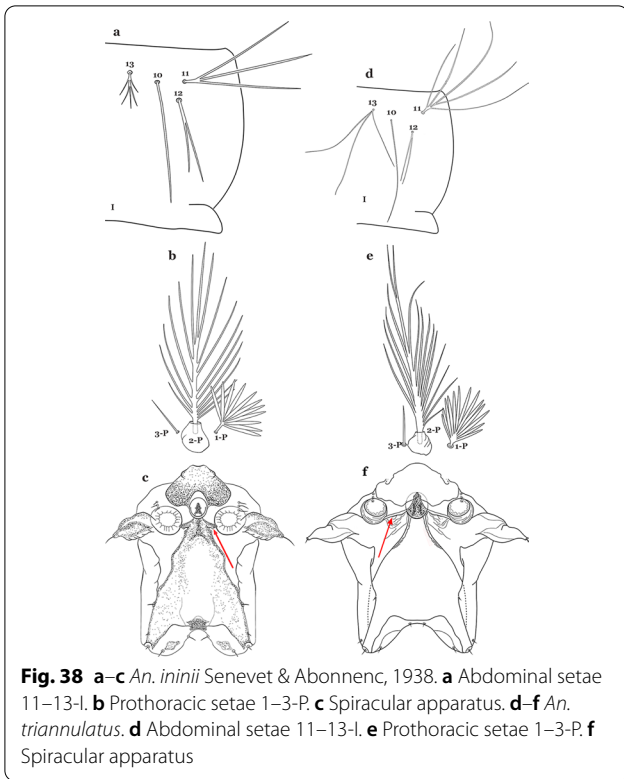 a
13
10
11
12
I
d
13
10
11
12
I
b
3-P
2-P
1-P
e
3-P
2-P
1-P
c
f
Fig. 38 a–c An. ininii Senevet & Abonnenc, 1938. a Abdominal setae
11–13-I. b Prothoracic setae 1–3-P. c Spiracular apparatus. d–f An.
triannulatus. d Abdominal setae 11–13-I. e Prothoracic setae 1–3-P. f
Spiracular apparatus